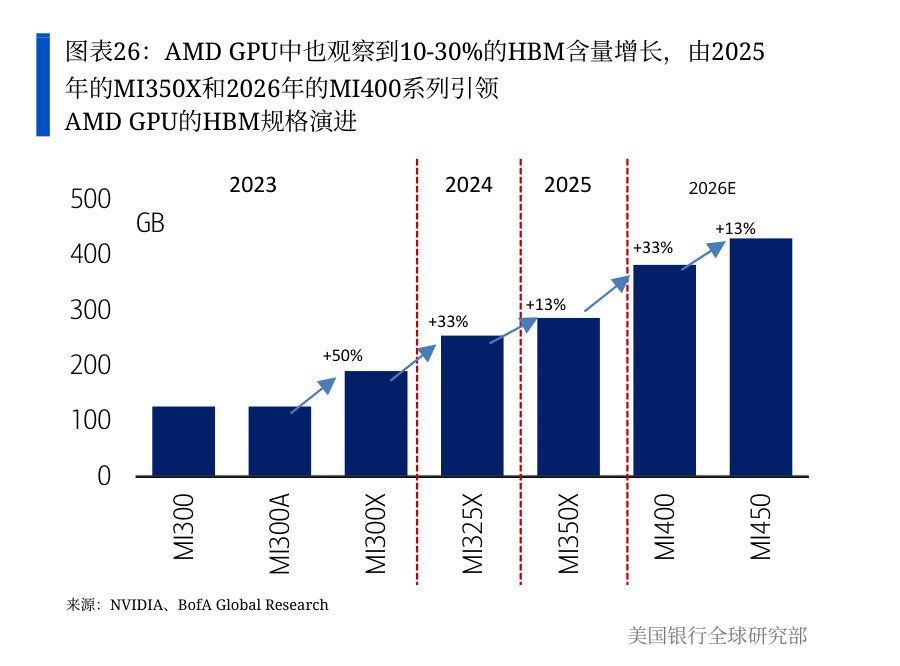 图表26：AMD GPU中也观察到10-30%的HBM含量增长，由2025
年的MI350X和2026年的MI400系列引领
AMD GPU的HBM规格演进
2023
2024
2025
2026E
500
GB
400
300
200
100
0
+50%
+33%
+13%
+33%
+13%
MI300
MI300A
MI300X
MI325X
MI350X
MI400
MI450
来源：NVIDIA、BofA Global Research
美国银行全球研究部